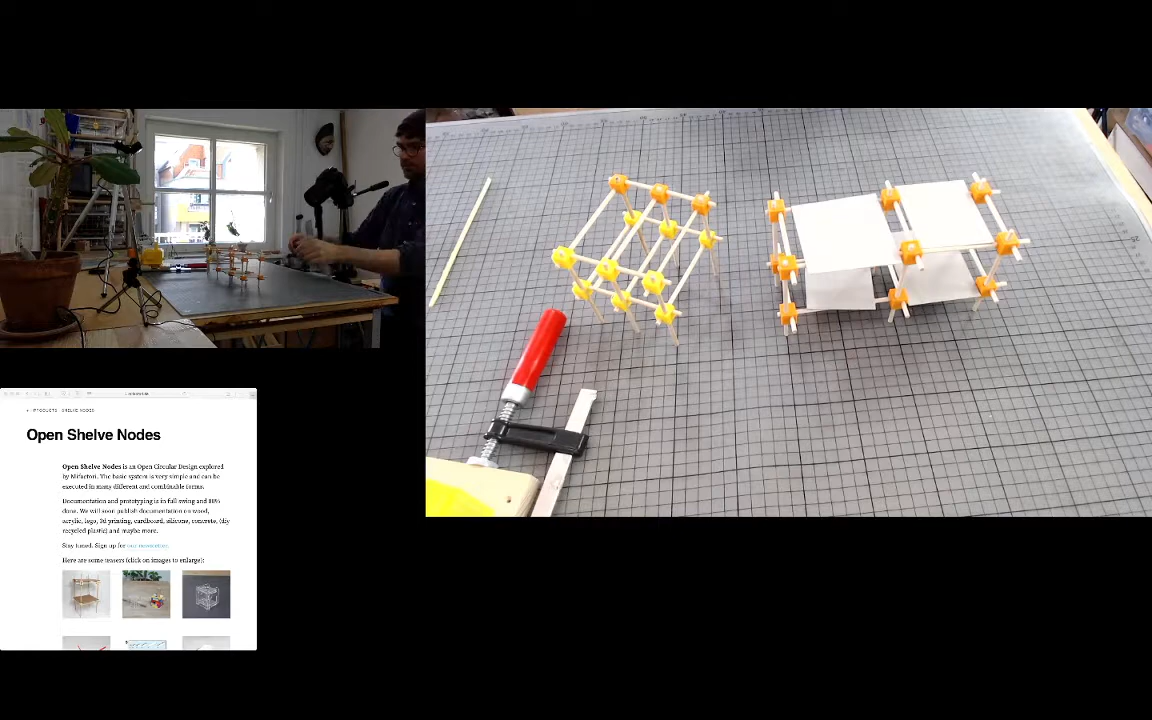 Open Shelve Nodes
Open Shelve Nodes is an Open Circular Design explored
by Mifactori. The basic system is very simple and can be
executed in many different and combinable forms.
Documentation and prototyping is in full swing and 80%
done. We will soon publish documentation on wood,
acrylic, lego, 3d printing, cardboard, silicone, concrete, (diy
recycled plastic) and maybe more.
Stay tuned. Sign up for our newsletter.
Here are some teasers (click on images to enlarge):